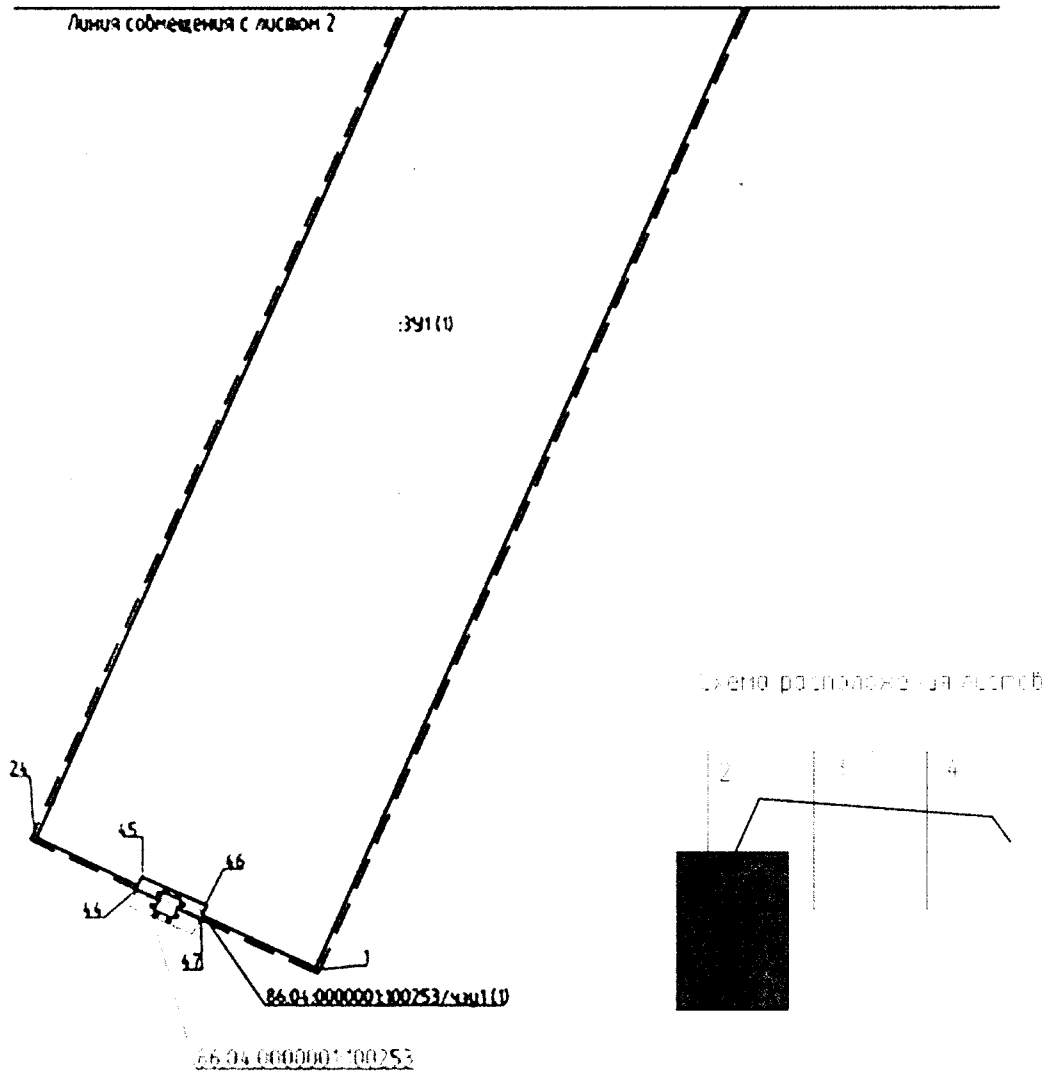 Линия совмещения с листом 2
:ЗУ1(1)
Схема расположения листов
2 3 4
24
45
46
44
47
1
86:04:0000001:100253/чзу1(1)
86:04:0000001:100253